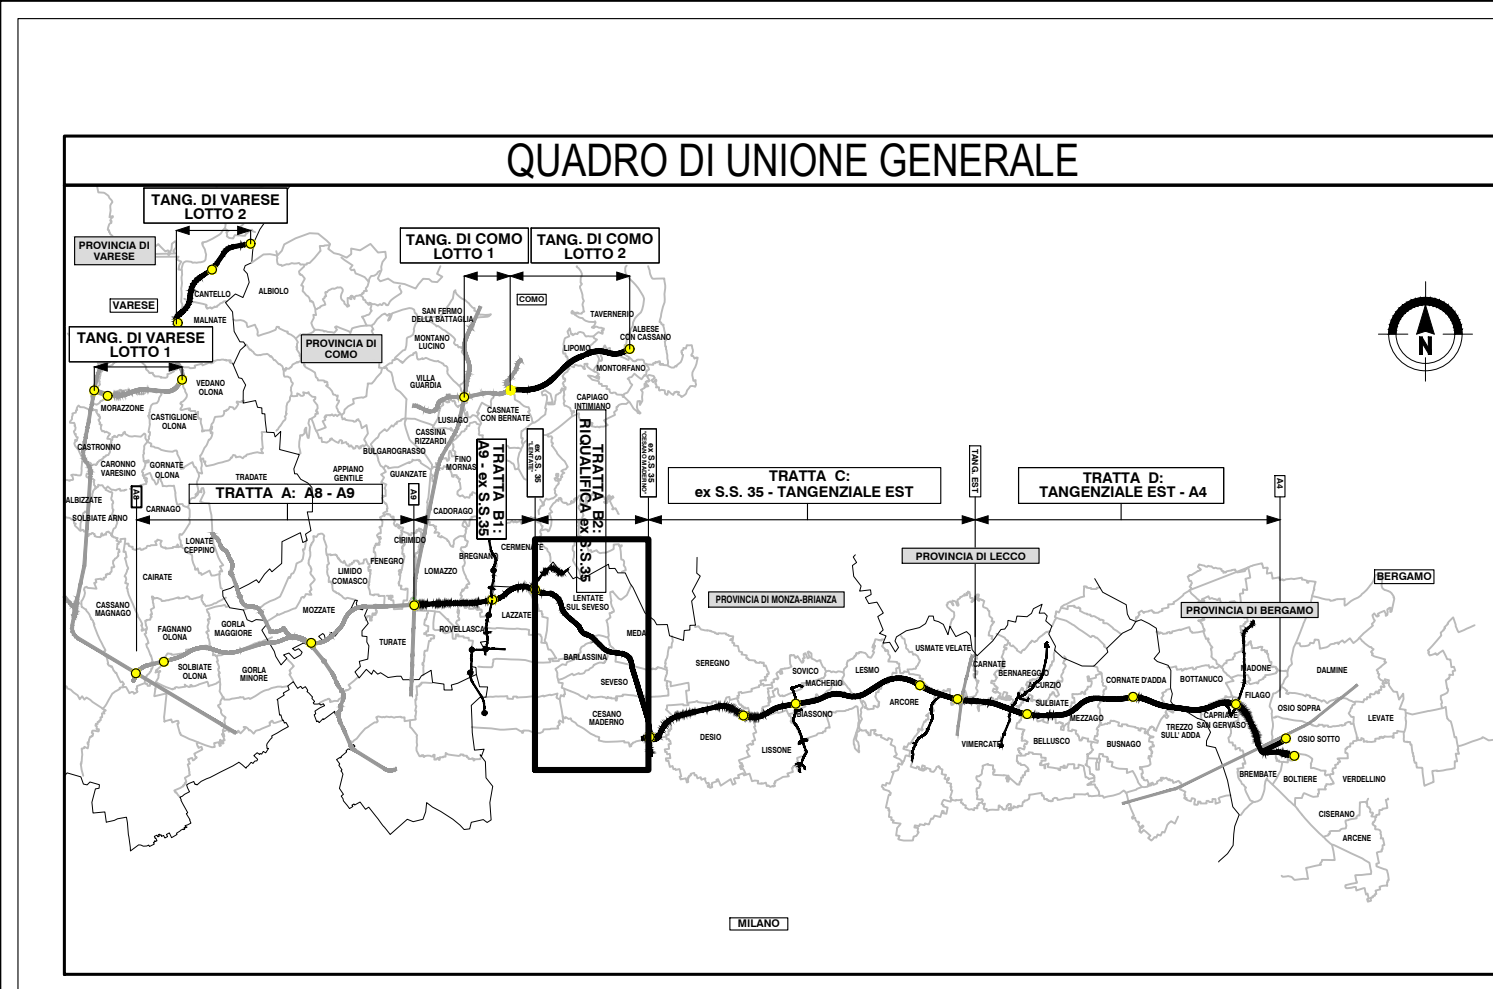 QUADRO DI UNIONE GENERALE
TANG. DI VARESE
LOTTO 2
PROVINCIA DI
VARESE
CANTELLO
ALBIOLO
VARESE
MALNATE
TANG. DI VARESE
LOTTO 1
PROVINCIA DI
COMO
VEDANO
OLONA
MORAZZONE
CASTIGLIONE
OLONA
TANG. DI COMO
LOTTO 1
TANG. DI COMO
LOTTO 2
COMO
SAN FERMO
DELLA BATTAGLIA
TAVERNERIO
ALBESE
CON CASSANO
MONTANO
LUCINO
LIPOMO
MONTORFANO
VILLA
GUARDIA
CAPIAGO
INTIMIANO
CASNATE
CON BERNATE
LUSIAGO
CASSINA
RIZZARDI
BULGAROGRASSO
FINO
MORNAS
GUANZATE
APPIANO
GENTILE
TRADATE
CASTRONNO
CARONNO
VARESINO
GORNATE
OLONA
ALBIZZATE
SOLBIATE ARNO
CARNAGO
A8
TRATTA A: A8 - A9
A9
TRATTA B1:
A9 - ex S.S.35
ex S.S. 35
"LENTATE"
TRATTA B2:
RIQUALIFICA ex S.S.35
ex S.S. 35
"CESANO MADERNO"
TRATTA C:
ex S.S. 35 - TANGENZIALE EST
TANG. EST
TRATTA D:
TANGENZIALE EST - A4
A4
N
CADORAGO
CIRIMIDO
CERMENATE
BREGNANO
LONATE
CEPPINO
FENEGRO
LOMAZZO
LIMIDO
COMASCO
CAIRATE
MOZZATE
CASSANO
MAGNAGO
FAGNANO
OLONA
GORLA
MAGGIORE
TURATE
ROVELLASCA
LAZZATE
LENTATE
SUL SEVESO
MEDA
BARLASSINA
SEVESO
CESANO
MADERNO
SOLBIATE
OLONA
GORLA
MINORE
PROVINCIA DI LECCO
PROVINCIA DI MONZA-BRIANZA
BERGAMO
PROVINCIA DI BERGAMO
SEREGNO
SOVICO
MACHERIO
LESMO
USMATE VELATE
CARNATE
BERNAREGGIO
AICURZIO
CORNATE D'ADDA
BOTTANUCO
MADONE
DALMINE
FILAGO
OSIO SOPRA
LEVATE
DESIO
LISSONE
BIASSONO
ARCORE
VIMERCATE
SULBIATE
MEZZAGO
BELLUSCO
BUSNAGO
TREZZO
SULL' ADDA
CAPRIATE
SAN GERVASO
OSIO SOTTO
BREMBATE
BOLTIERE
VERDELLINO
CISERANO
ARCENE
MILANO